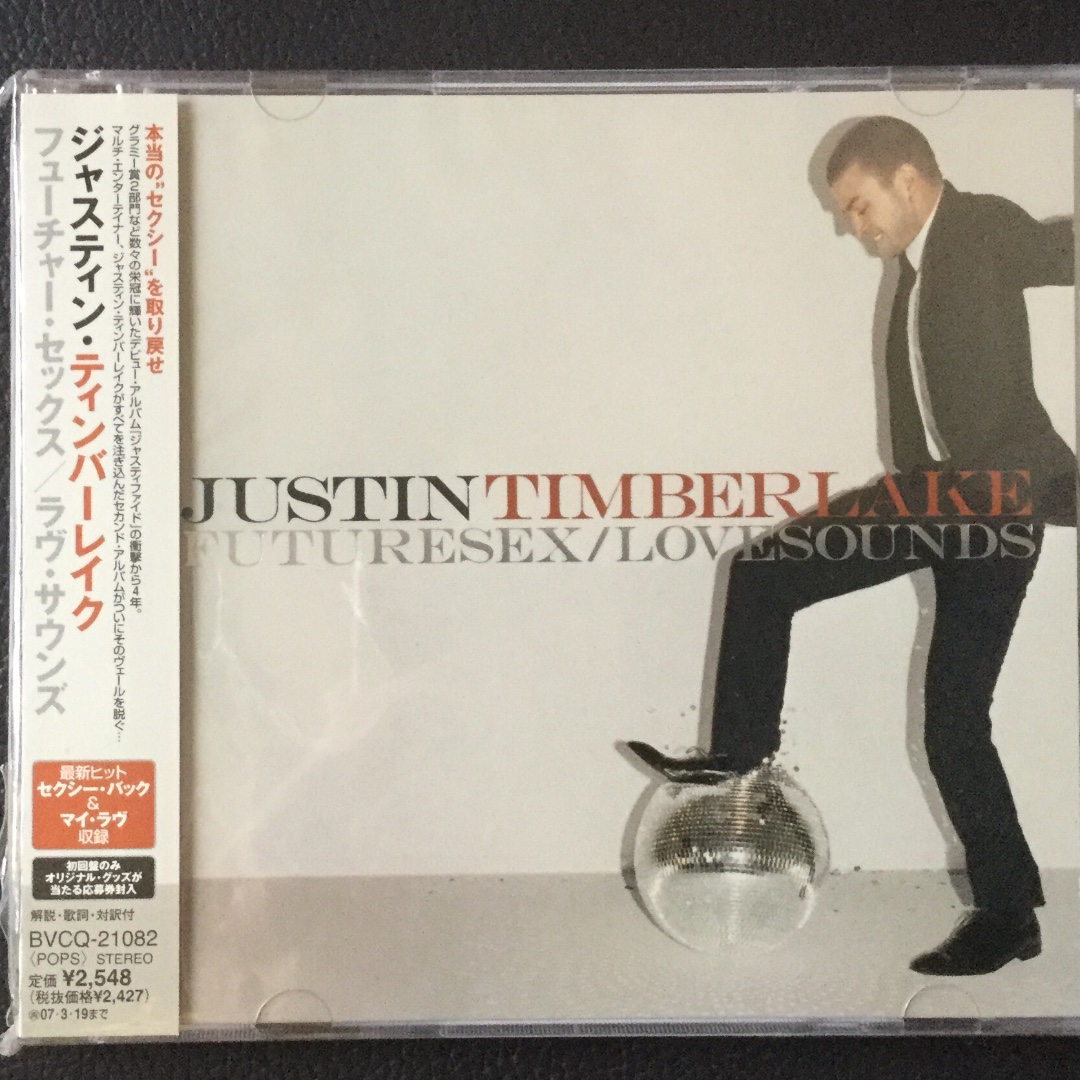 本当の"セクシー"を取り戻せ
グラミー賞2部門など数々の栄冠に輝いたデビュー・アルバム『ジャスティファイド』の衝撃から4年。
マルチ・エンターテイナー、ジャスティン・ティンバーレイクがすべてを注ぎ込んだセカンド・アルバムがついにそのヴェールを脱ぐ…
ジャスティン・ティンバーレイク
フューチャー・セックス/ラヴ・サウンズ
最新ヒット
セクシー・バック
&
マイ・ラヴ
収録
初回盤のみ
オリジナル・グッズが
当たる応募券封入
解説・歌詞・対訳付
BVCQ-21082
〈POPS〉 STEREO
定価 ¥2,548
(税抜価格¥2,427)
㋐07・3・19まで
JUSTIN TIMBERLAKE
FUTURESEX/LOVESOUNDS